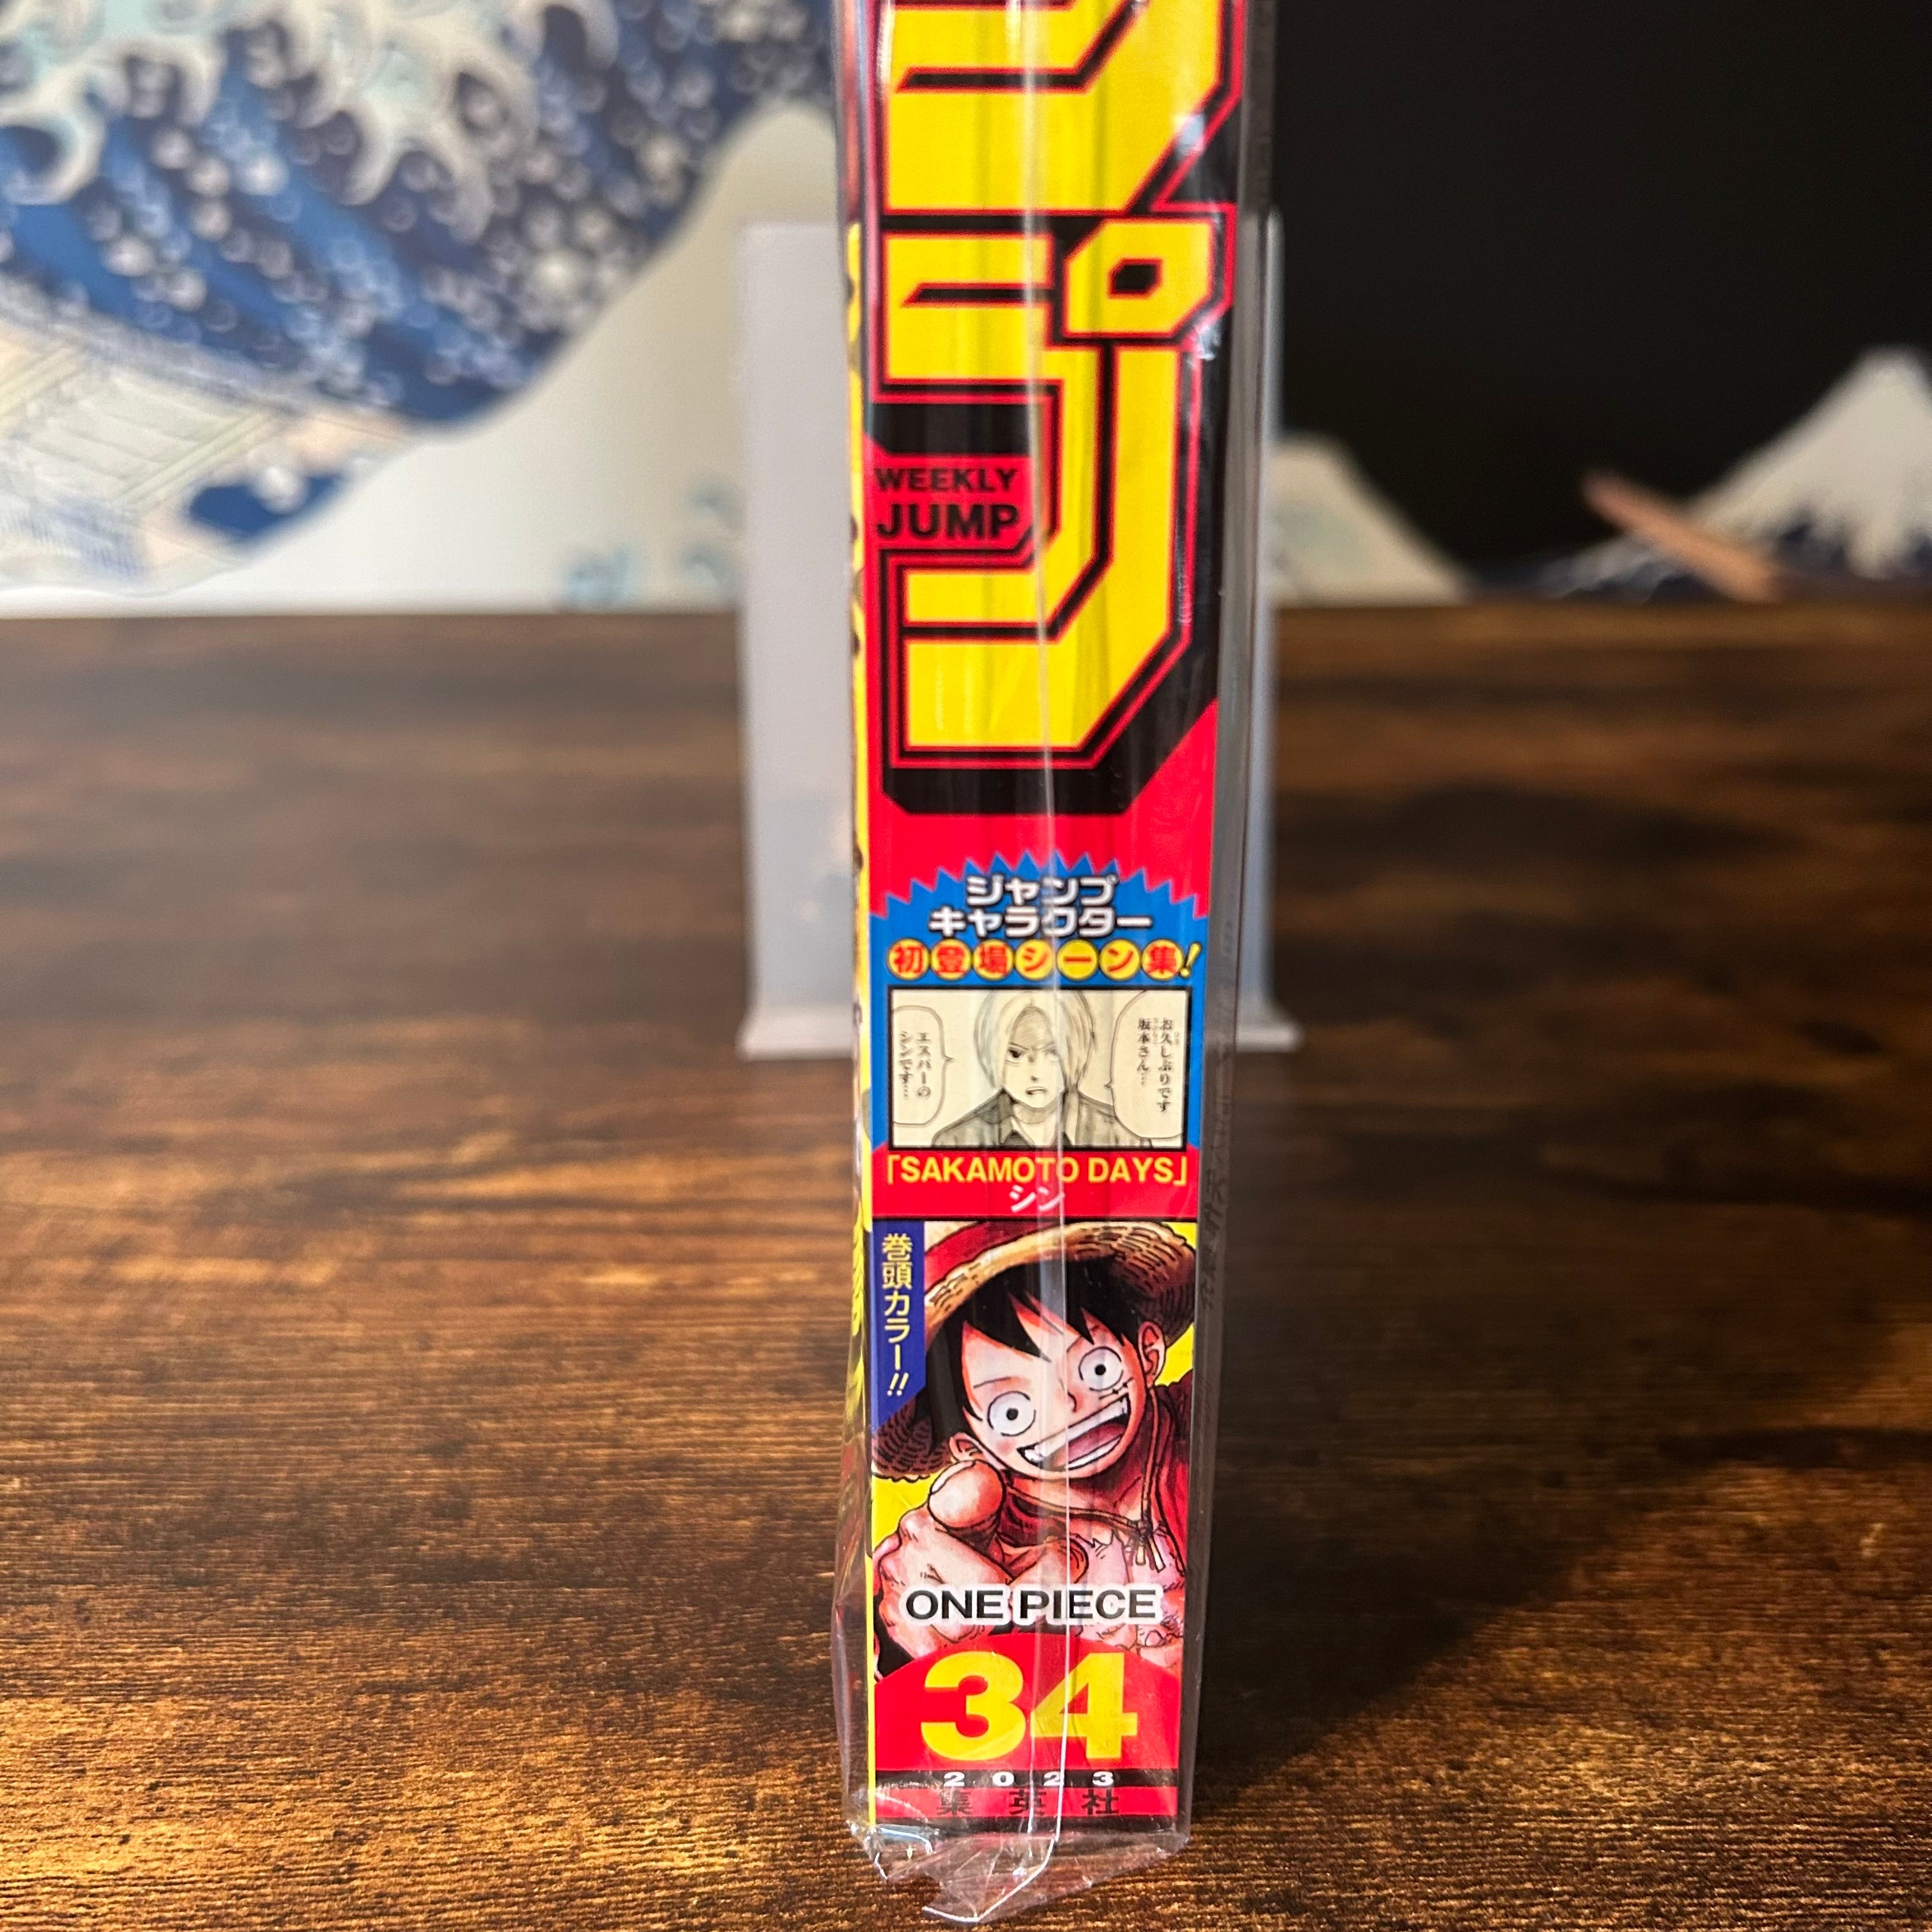 ンプ
WEEKLY
JUMP
ジャンプ
キャラクター
初登場シーン集!
お久しぶりです
坂本さん…
エスパーの
シンです…
「SAKAMOTO DAYS」
シン
巻頭カラー!!
ONE PIECE
34
2023
集英社